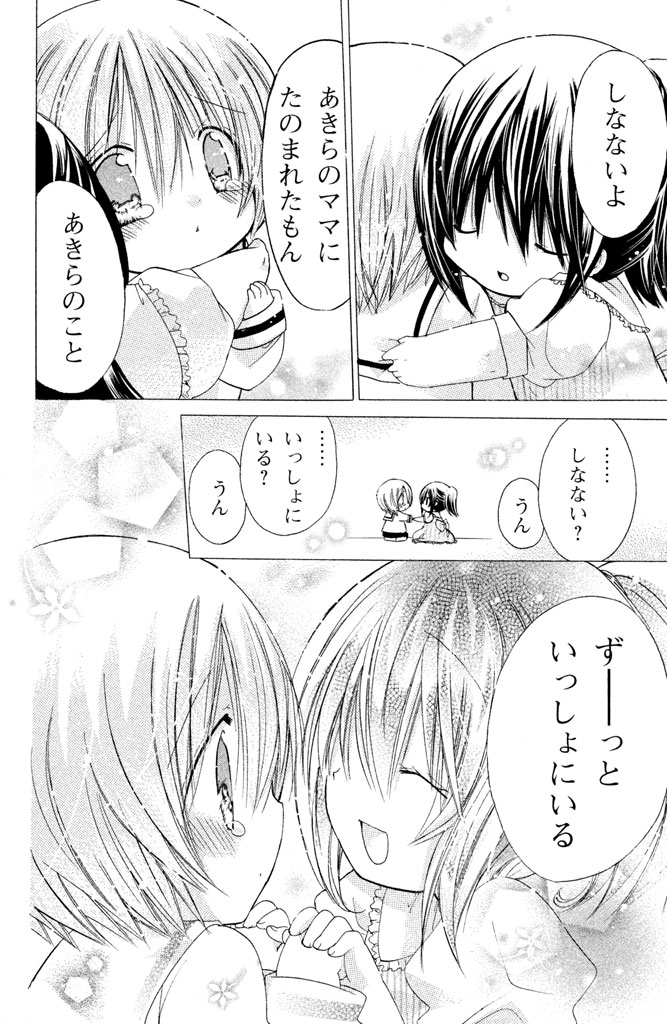 しなないよ
あきらのママに
たのまれたもん
あきらのこと
……
しなない?
うん
……
いっしょに
いる?
うん
ずーっと
いっしょにいる